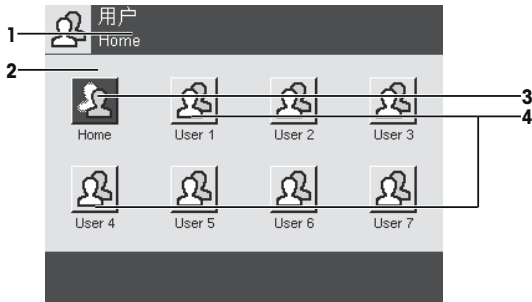 用户
Home
1
2
3
4
Home
User 1
User 2
User 3
User 4
User 5
User 6
User 7